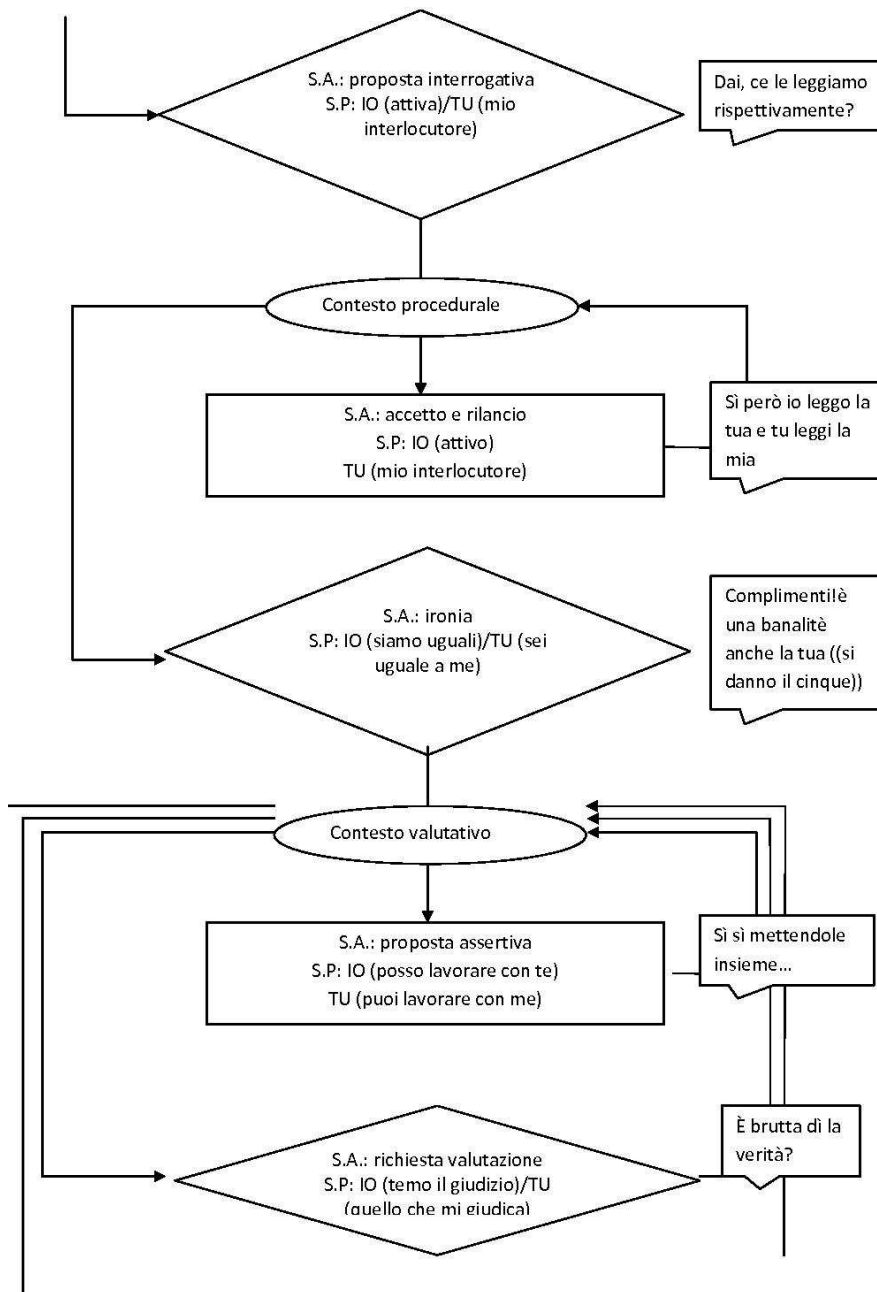 S.A.: proposta interrogativa
S.P: IO (attiva)/TU (mio
interlocutore)
Dai, ce le leggiamo
rispettivamente?
Contesto procedurale
S.A.: accetto e rilancio
S.P: IO (attivo)
TU (mio interlocutore)
Sì però io leggo la
tua e tu leggi la
mia
S.A.: ironia
S.P: IO (siamo uguali)/TU (sei
uguale a me)
Complimenti!è
una banalitè
anche la tua ((si
danno il cinque))
Contesto valutativo
S.A.: proposta assertiva
S.P: IO (posso lavorare con te)
TU (puoi lavorare con me)
Sì sì mettendole
insieme...
S.A.: richiesta valutazione
S.P: IO (temo il giudizio)/TU
(quello che mi giudica)
È brutta dì la
verità?